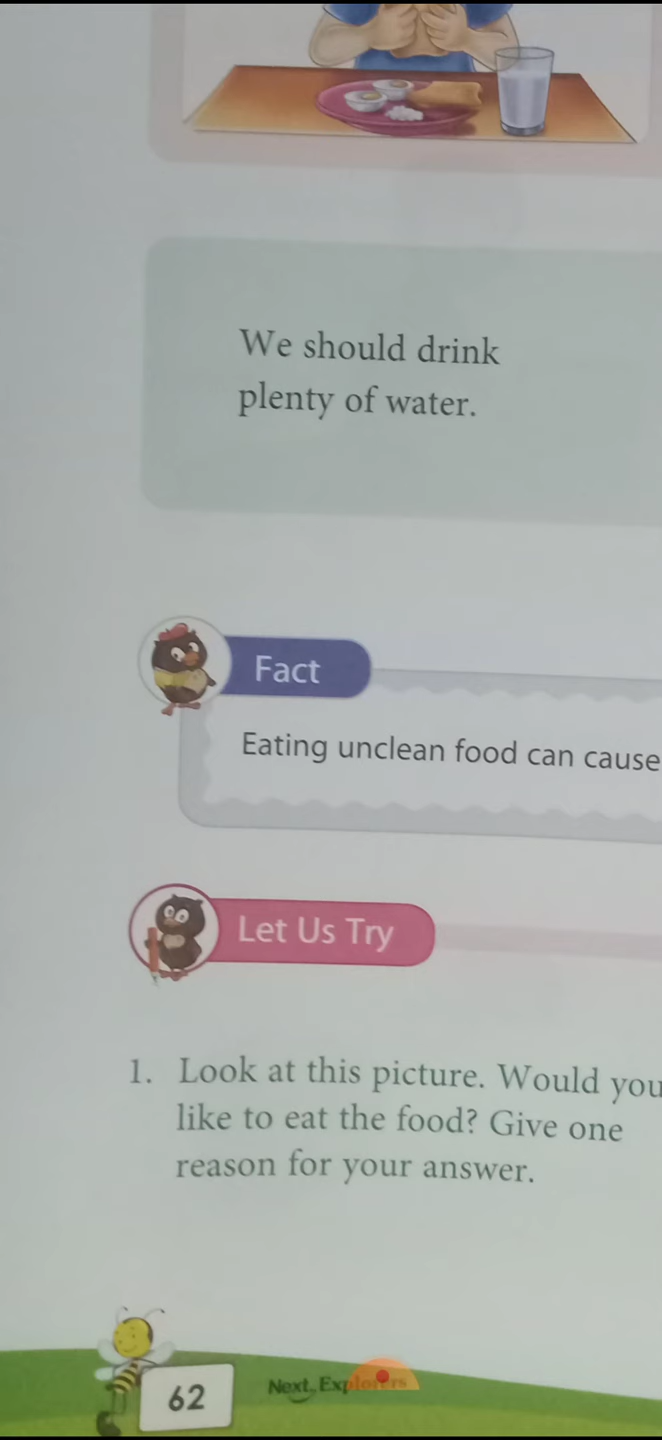 We should drink
plenty of water.
Fact
Eating unclean food can cause
Let Us Try
1. Look at this picture. Would you
like to eat the food? Give one
reason for your answer.
62
Next Explorers